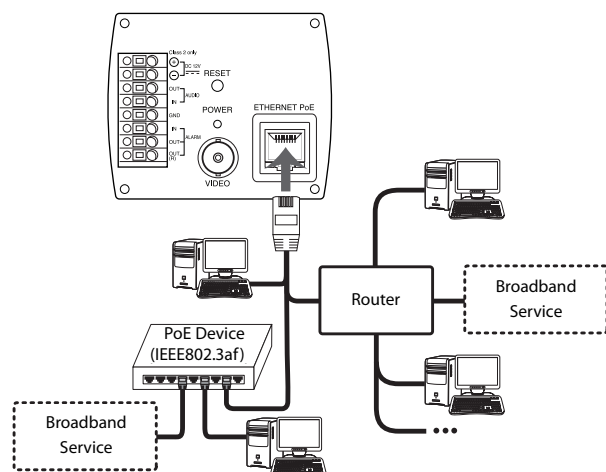 Class 2 only
DC 12V
RESET
OUT
AUDIO
IN
POWER
ETHERNET PoE
GND
IN
ALARM
OUT
OUT
(R)
VIDEO
Router
Broadband
Service
PoE Device
(IEEE802.3af)
Broadband
Service